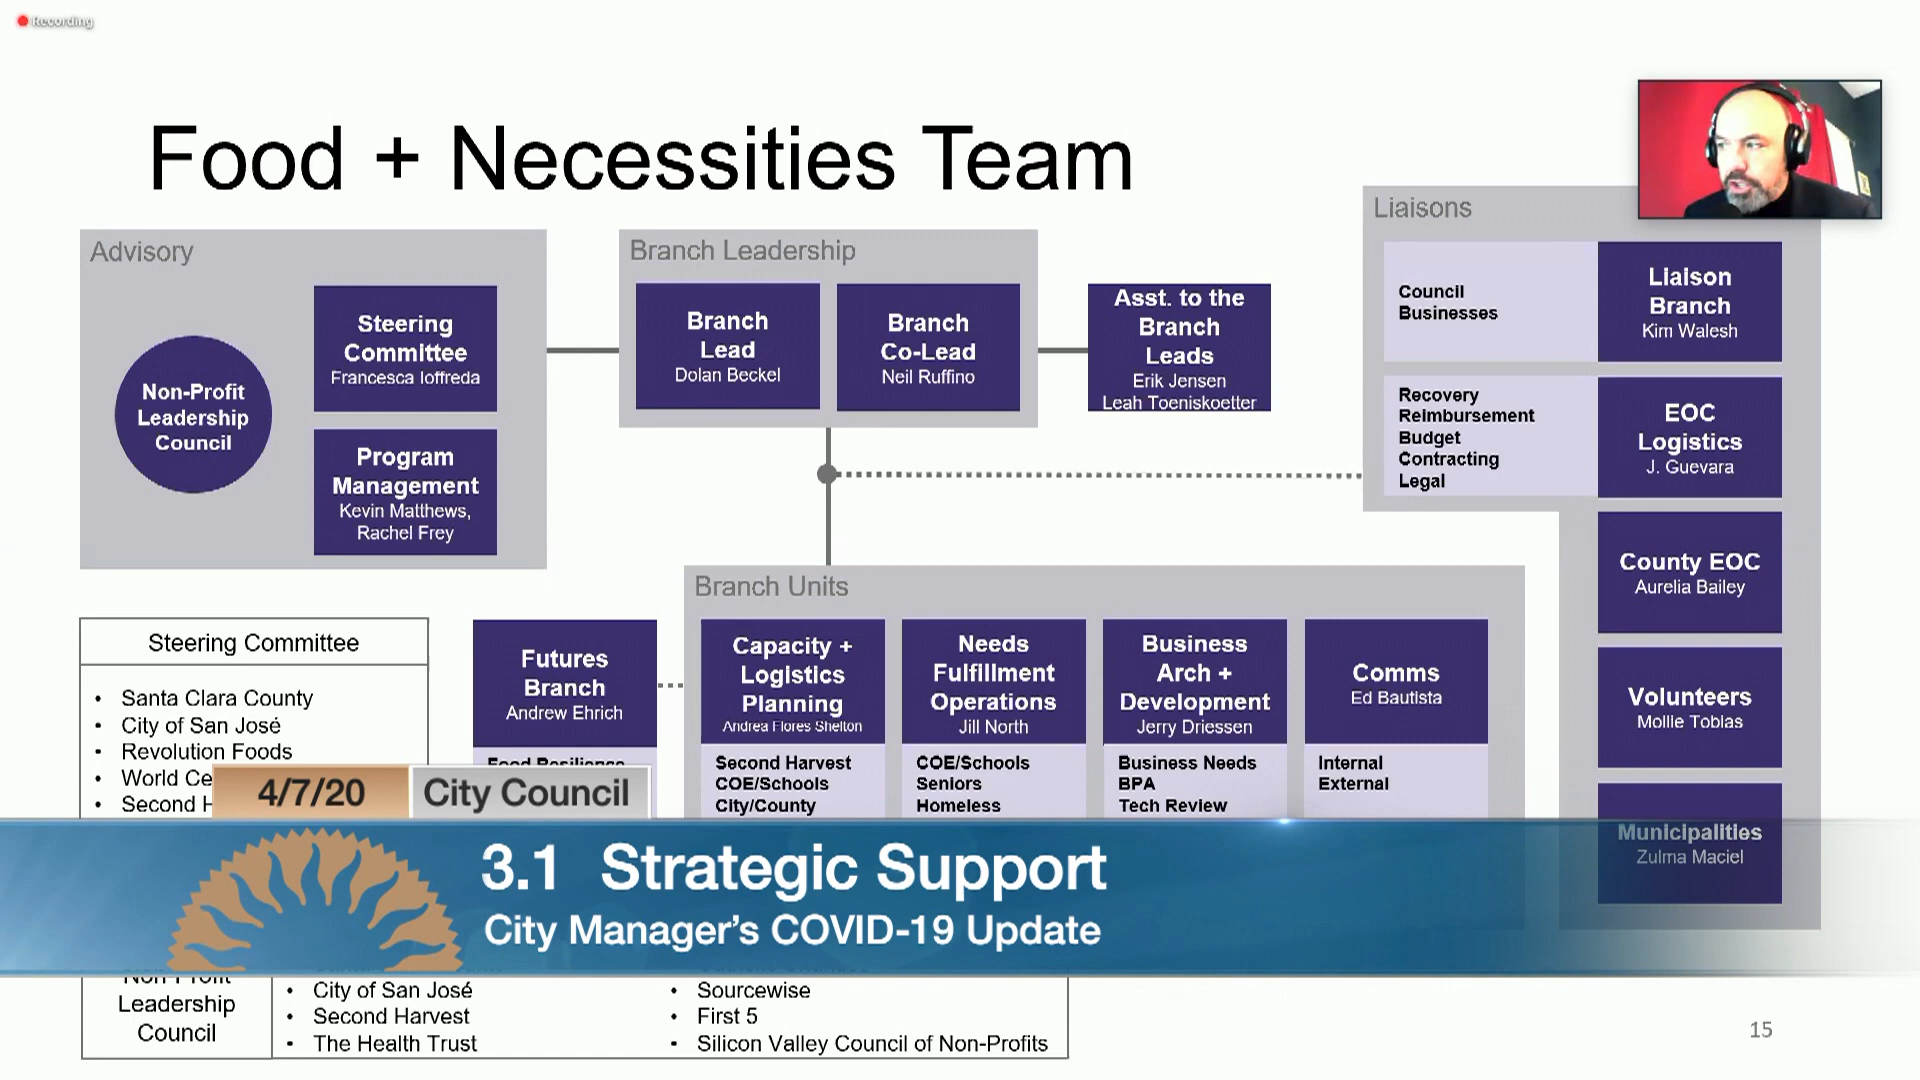 Recording
Food + Necessities Team
Advisory
Non-Profit
Leadership
Council
Steering
Committee
Francesca Ioffreda
Program
Management
Kevin Matthews,
Rachel Frey
Branch Leadership
Branch
Lead
Dolan Beckel
Branch
Co-Lead
Neil Ruffino
Asst. to the
Branch
Leads
Erik Jensen
Leah Toeniskoetter
Liaisons
Council
Businesses
Liaison
Branch
Kim Walesh
Recovery
Reimbursement
Budget
Contracting
Legal
EOC
Logistics
J. Guevara
County EOC
Aurelia Bailey
Volunteers
Mollie Tobias
Municipalities
Zulma Maciel
Steering Committee
• Santa Clara County
• City of San José
• Revolution Foods
• World Ce
• Second H
Futures
Branch
Andrew Ehrich
Food Resilience
Branch Units
Capacity +
Logistics
Planning
Andrea Flores Shelton
Second Harvest
COE/Schools
City/County
Needs
Fulfillment
Operations
Jill North
COE/Schools
Seniors
Homeless
Business
Arch +
Development
Jerry Driessen
Business Needs
BPA
Tech Review
Comms
Ed Bautista
Internal
External
4/7/20
City Council
3.1 Strategic Support
City Manager's COVID-19 Update
Non-Profit
Leadership
Council
• City of San José
• Second Harvest
• The Health Trust
• Sourcewise
• First 5
• Silicon Valley Council of Non-Profits
15